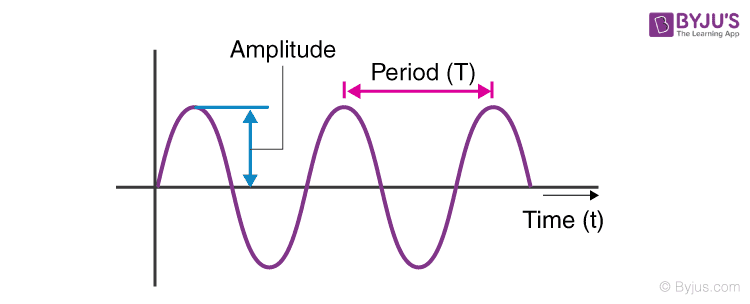 BYJU'S
The Learning App
Amplitude
Period (T)
Time (t)
© Byjus.com